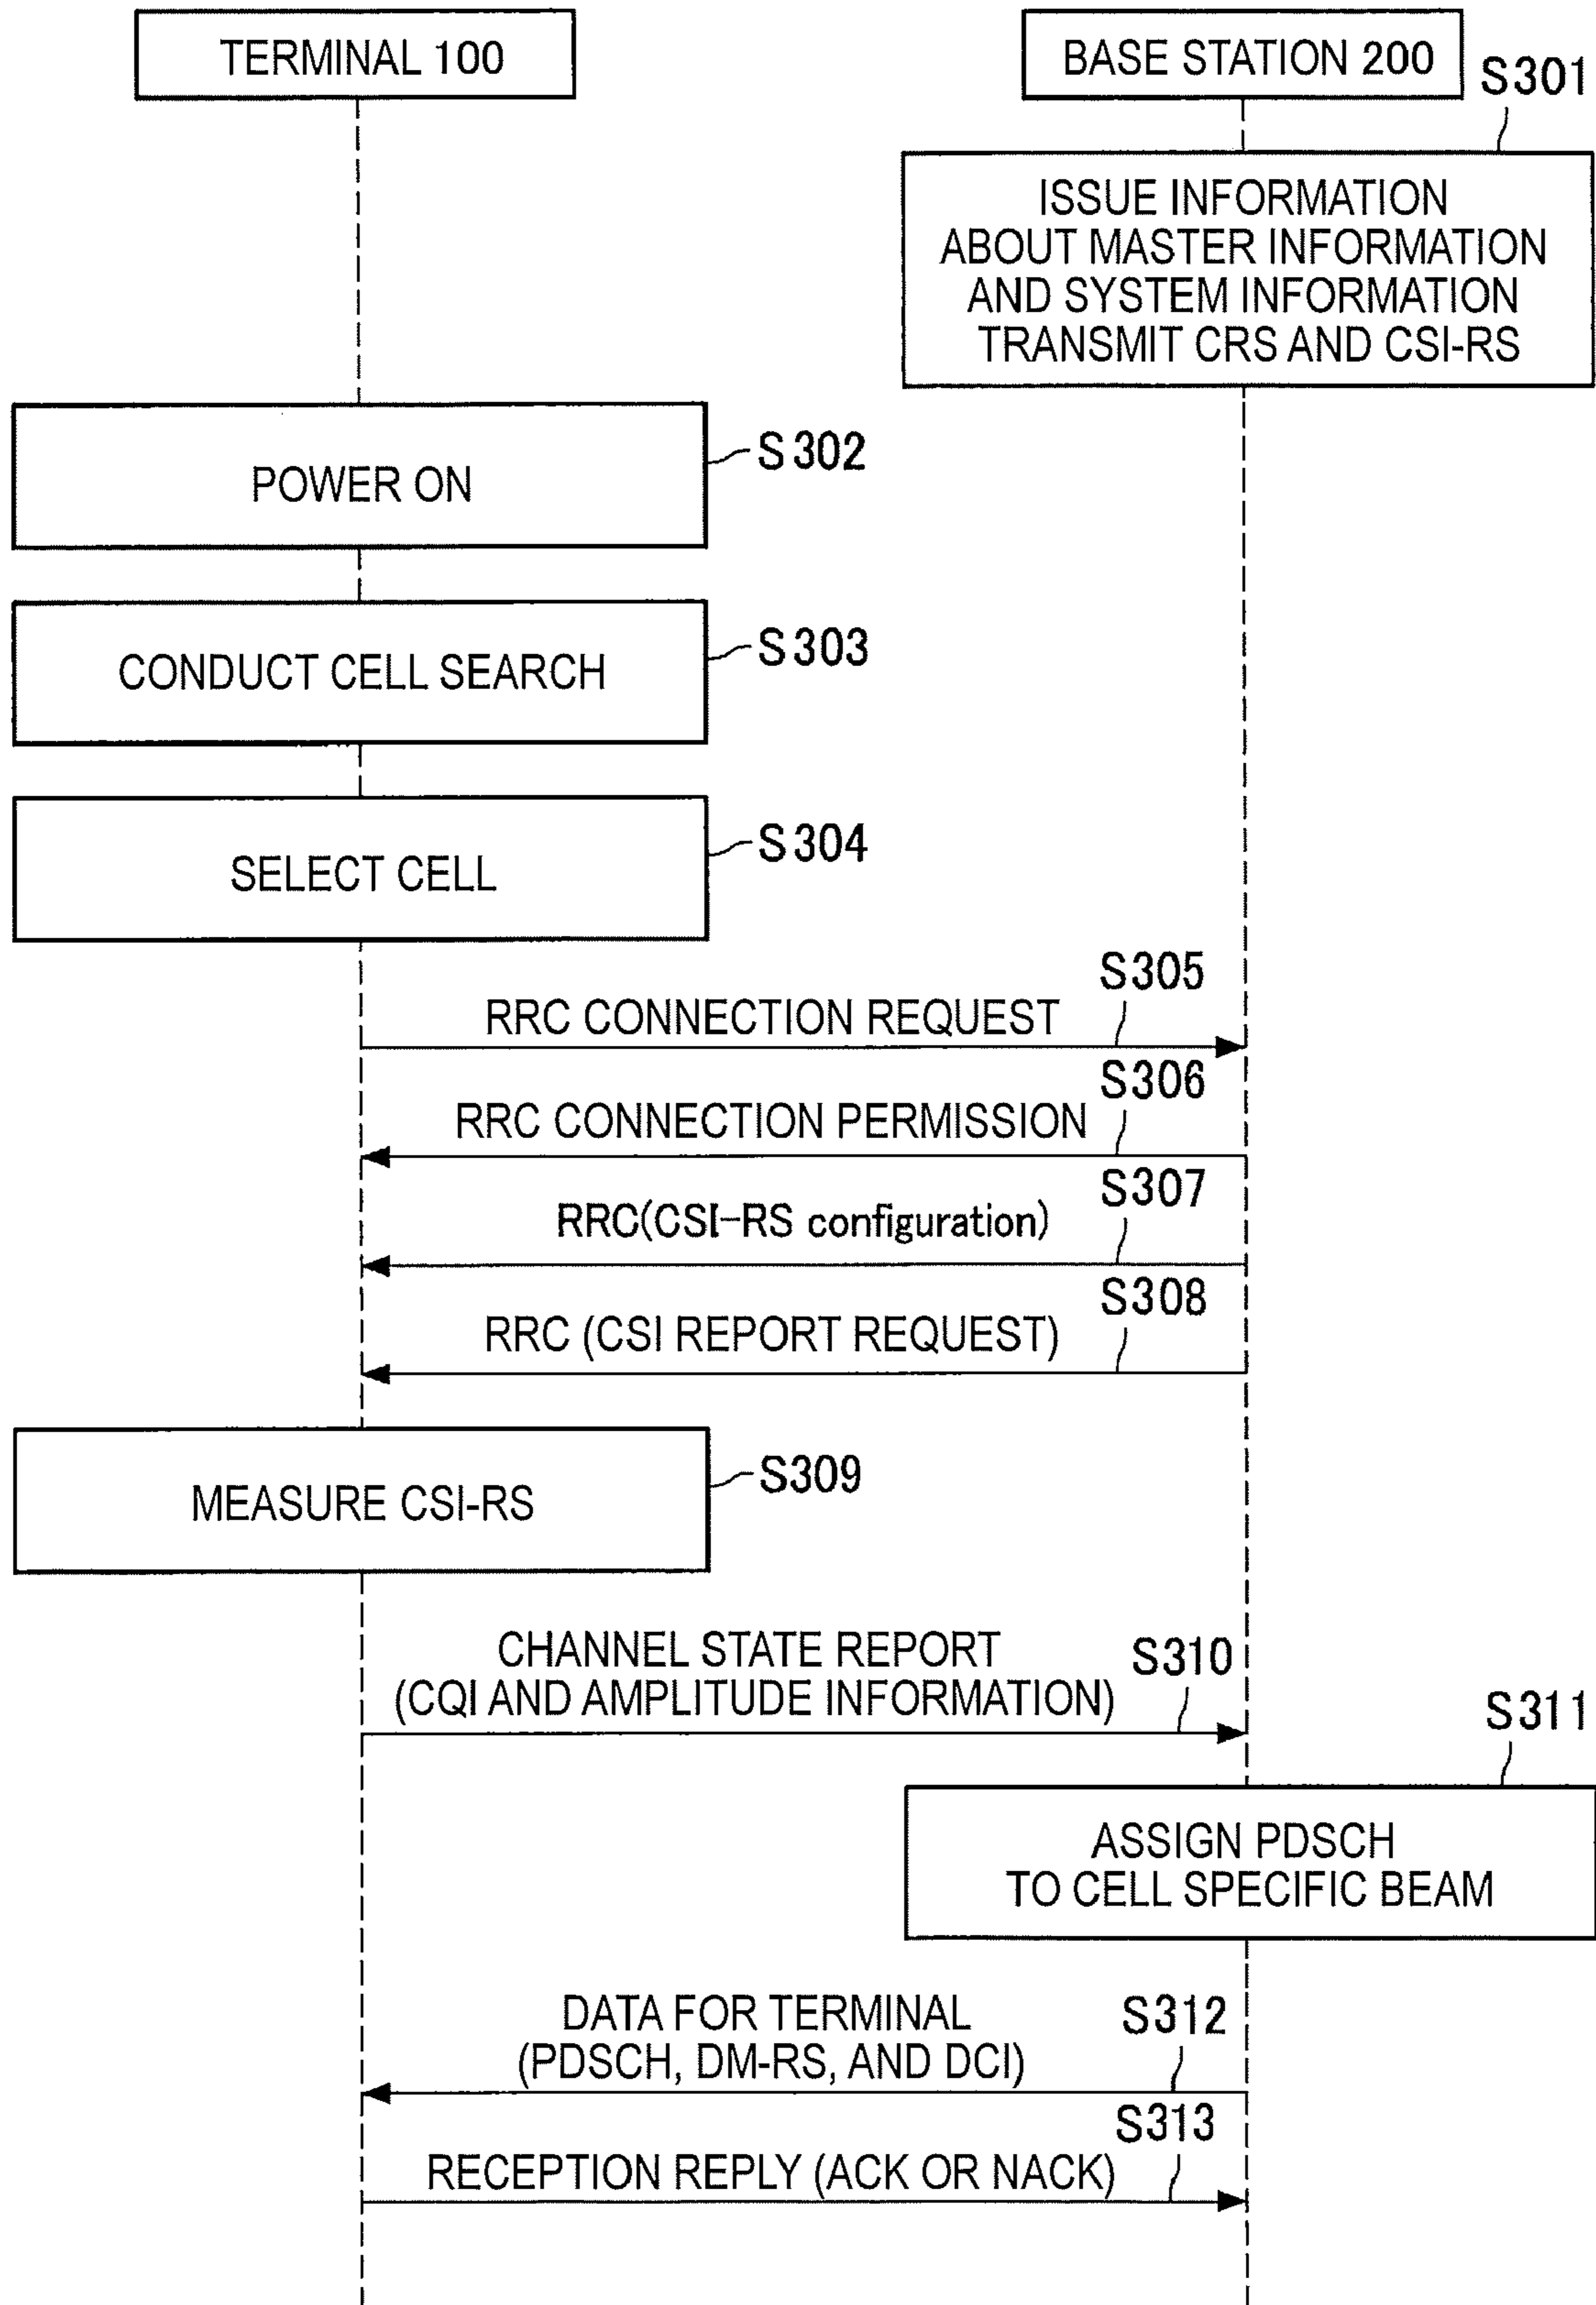 TERMINAL 100
BASE STATION 200
S301
ISSUE INFORMATION
ABOUT MASTER INFORMATION
AND SYSTEM INFORMATION
TRANSMIT CRS AND CSI-RS
POWER ON
S302
CONDUCT CELL SEARCH
S303
SELECT CELL
S304
S305
RRC CONNECTION REQUEST
S306
RRC CONNECTION PERMISSION
S307
RRC(CSI-RS configuration)
S308
RRC (CSI REPORT REQUEST)
MEASURE CSI-RS
S309
CHANNEL STATE REPORT
(CQI AND AMPLITUDE INFORMATION)
S310
S311
ASSIGN PDSCH
TO CELL SPECIFIC BEAM
DATA FOR TERMINAL
(PDSCH, DM-RS, AND DCI)
S312
S313
RECEPTION REPLY (ACK OR NACK)